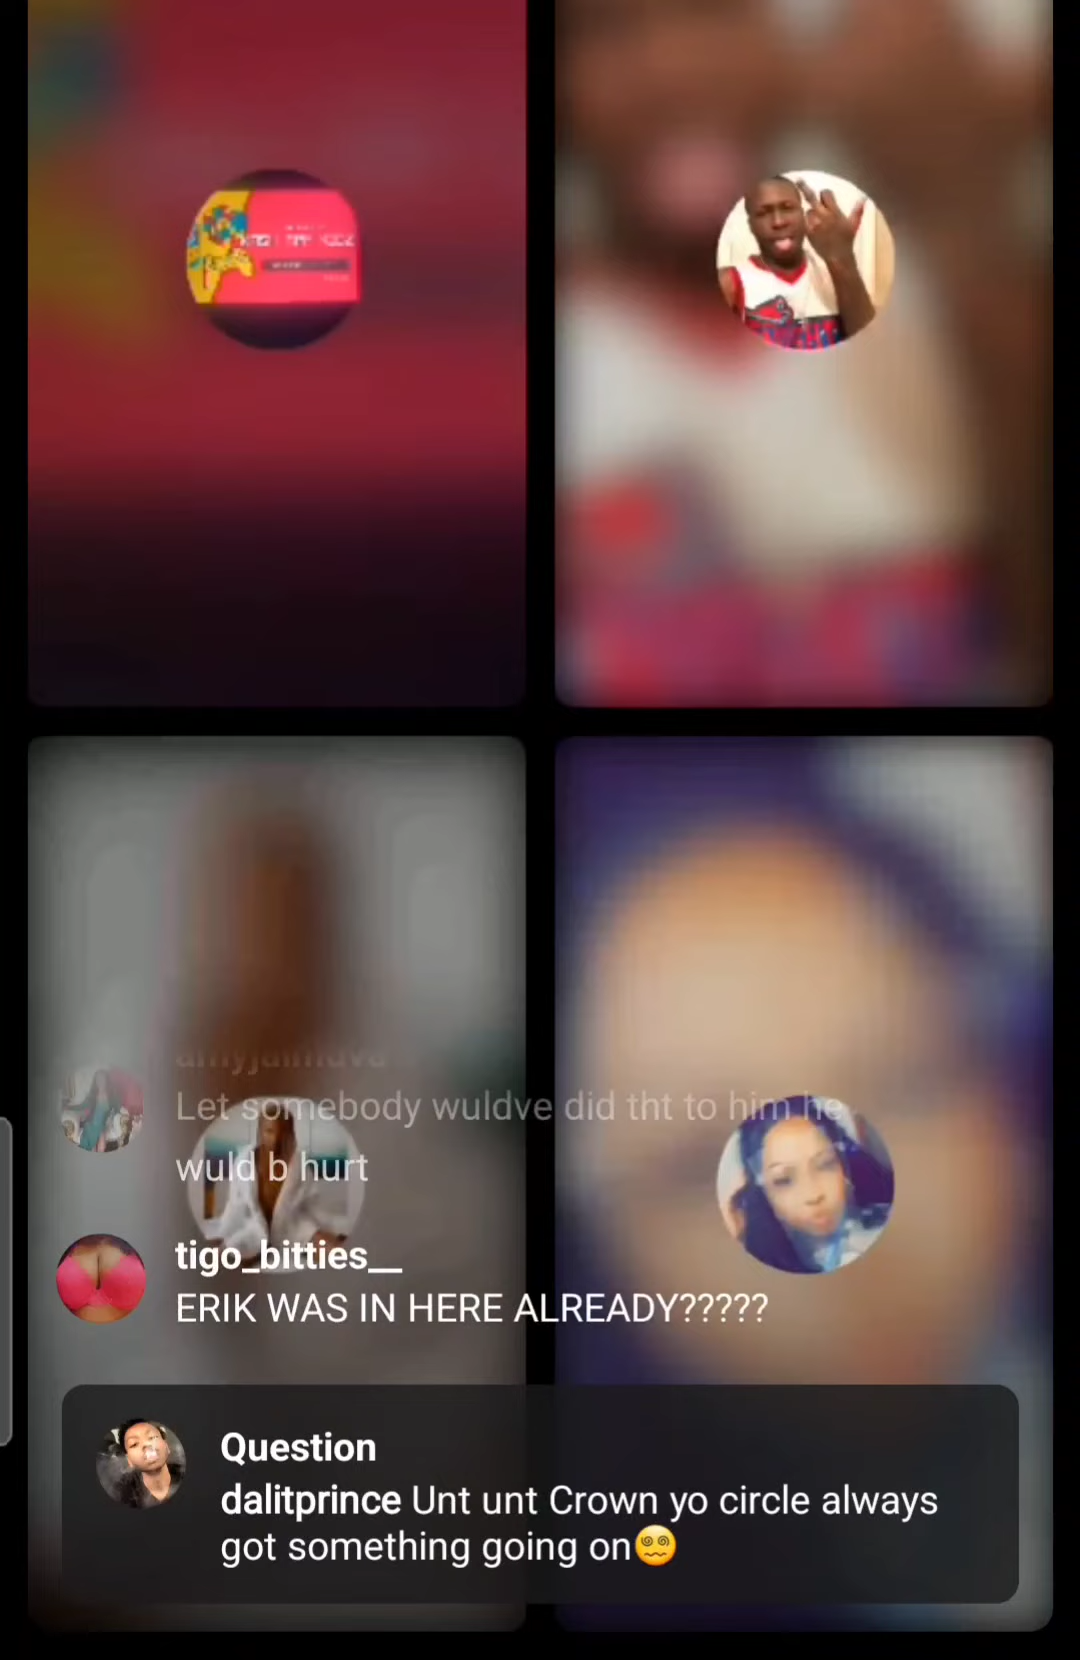 Let somebody wuldve did tht to him he
wuld b hurt
tigo_bitties__
ERIK WAS IN HERE ALREADY?????
Question
dalitprince Unt unt Crown yo circle always
got something going on😵‍💫